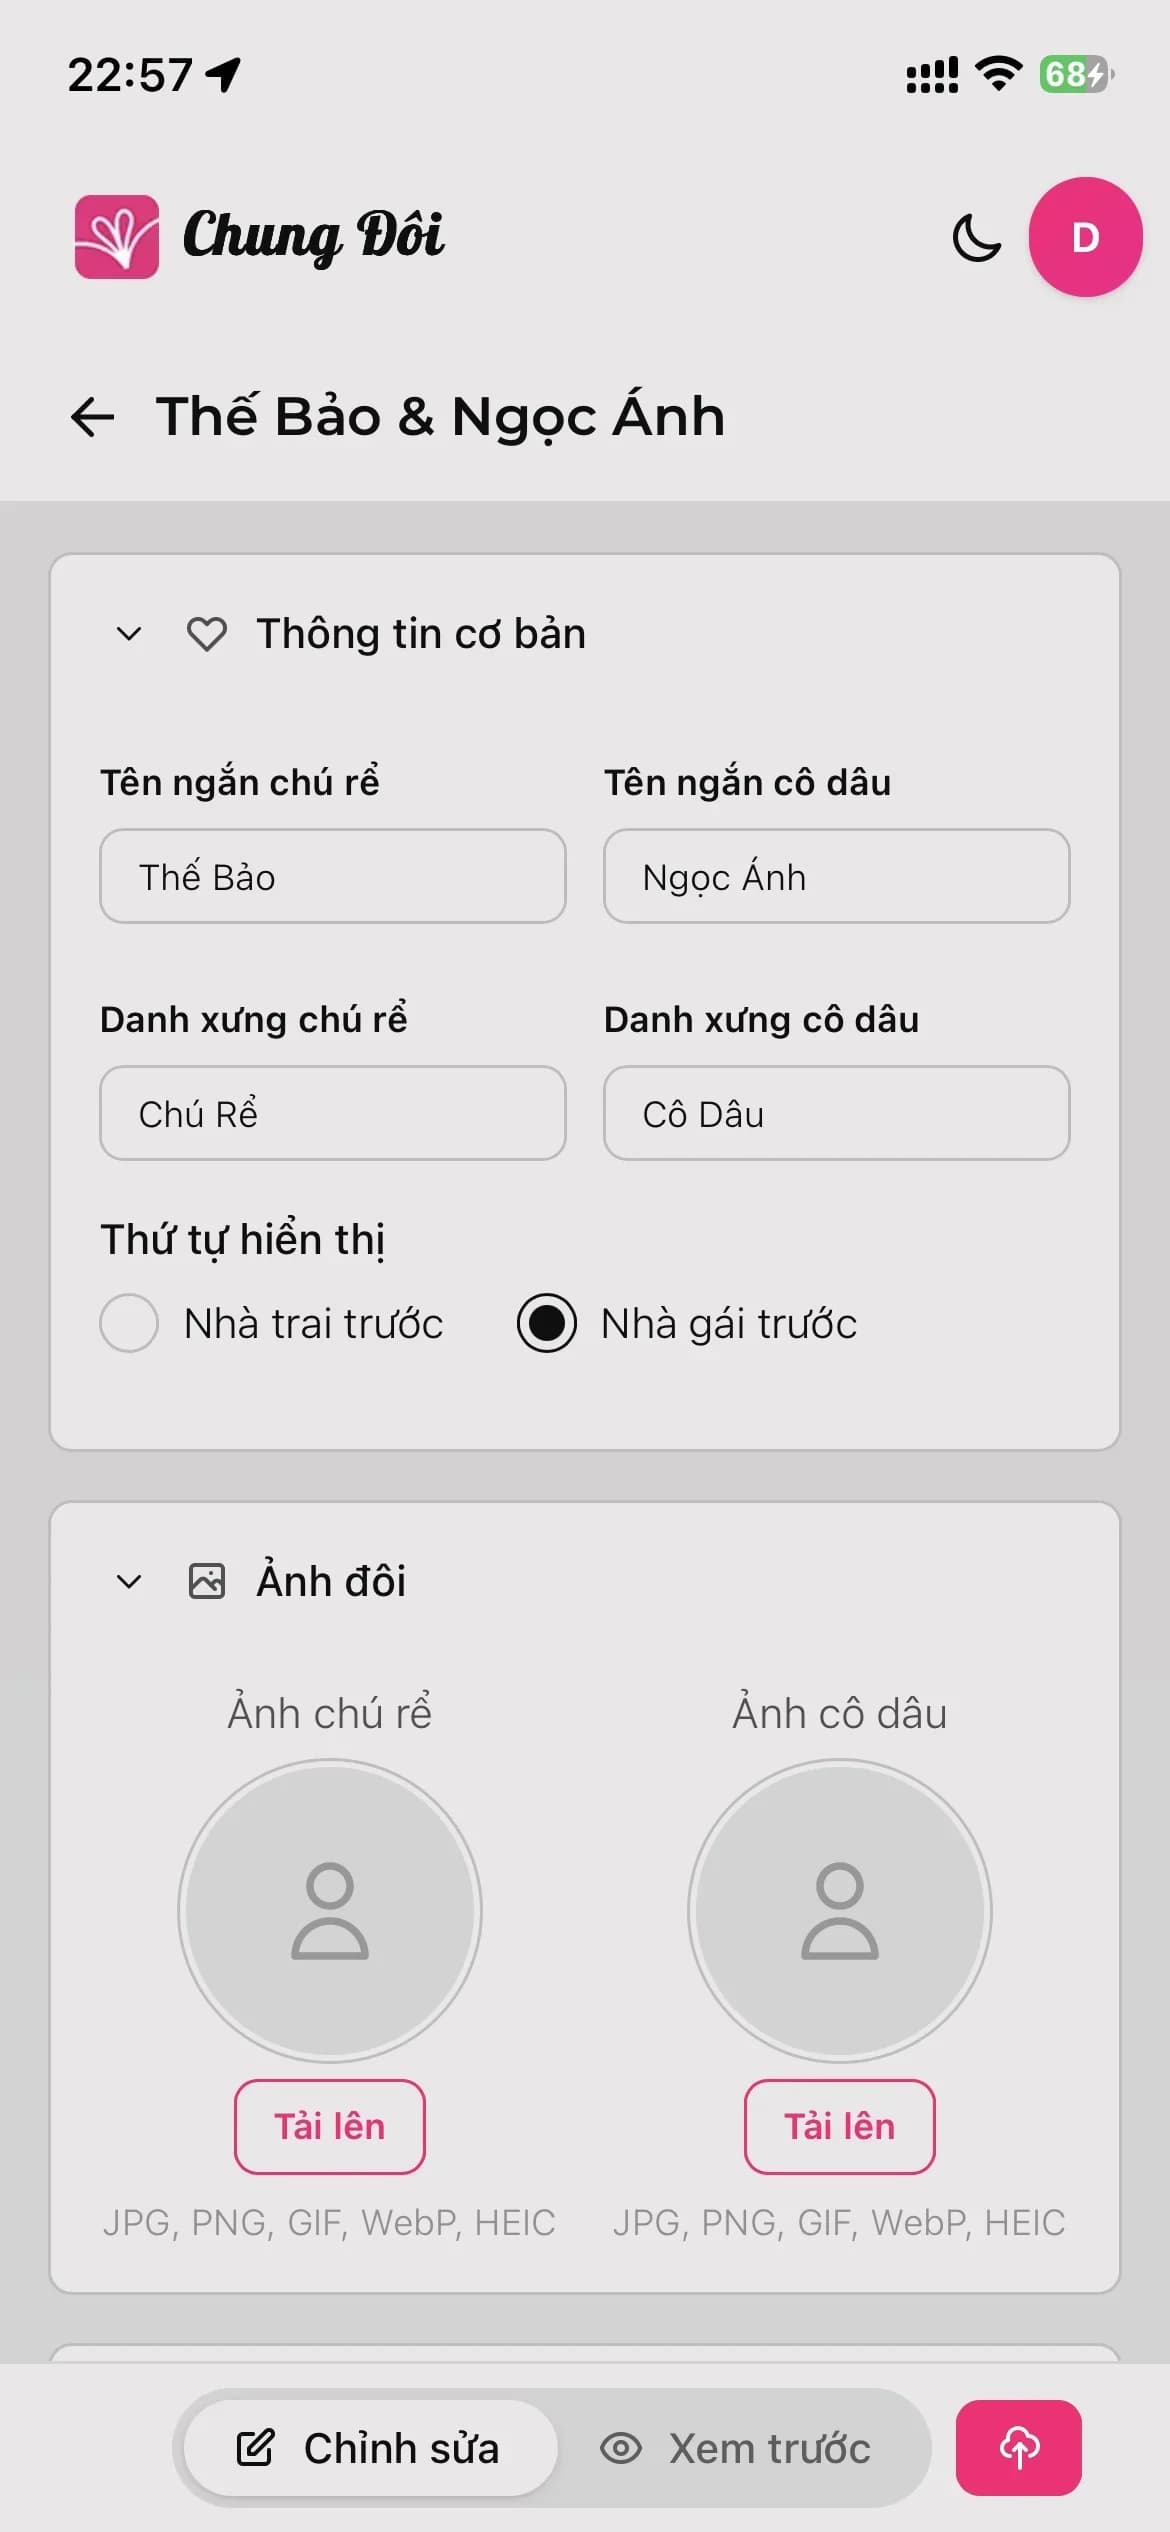 22:57
68
Chung Đôi
D
Thế Bảo & Ngọc Ánh
Thông tin cơ bản
Tên ngắn chú rể
Tên ngắn cô dâu
Thế Bảo
Ngọc Ánh
Danh xưng chú rể
Danh xưng cô dâu
Chú Rể
Cô Dâu
Thứ tự hiển thị
Nhà trai trước
Nhà gái trước
Ảnh đôi
Ảnh chú rể
Ảnh cô dâu
Tải lên
Tải lên
JPG, PNG, GIF, WebP, HEIC
JPG, PNG, GIF, WebP, HEIC
Chỉnh sửa
Xem trước